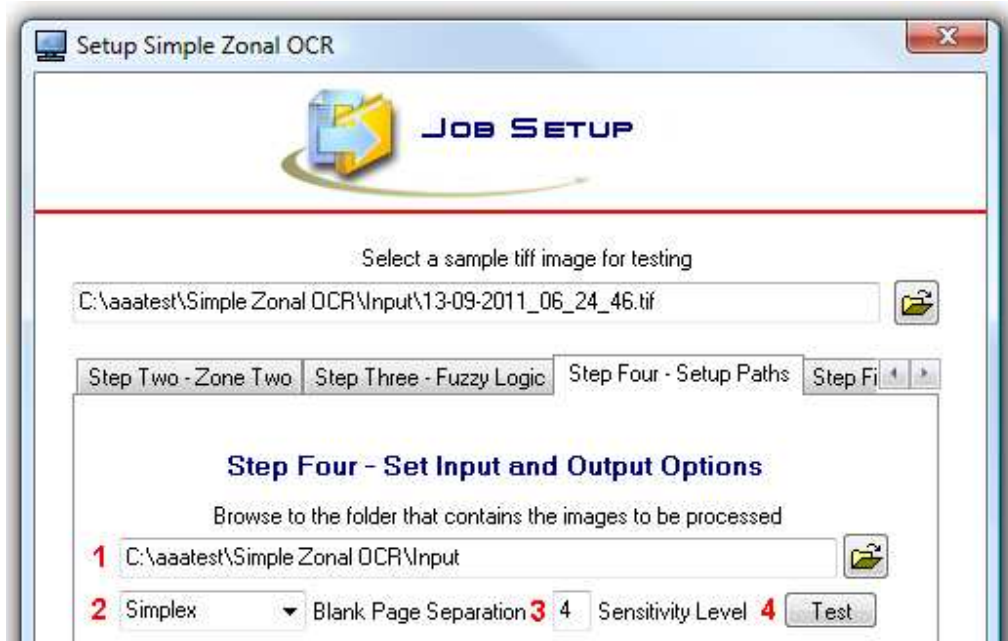 Setup Simple Zonal OCR
JOB SETUP
Select a sample tiff image for testing
C:\aaatest\Simple Zonal OCR\Input\13-09-2011_06_24_46.tif
Step Two - Zone Two Step Three - Fuzzy Logic Step Four - Setup Paths Step Fi
Step Four - Set Input and Output Options
Browse to the folder that contains the images to be processed
1 C:\aaatest\Simple Zonal OCR\Input
2 Simplex Blank Page Separation 3 4 Sensitivity Level 4 Test